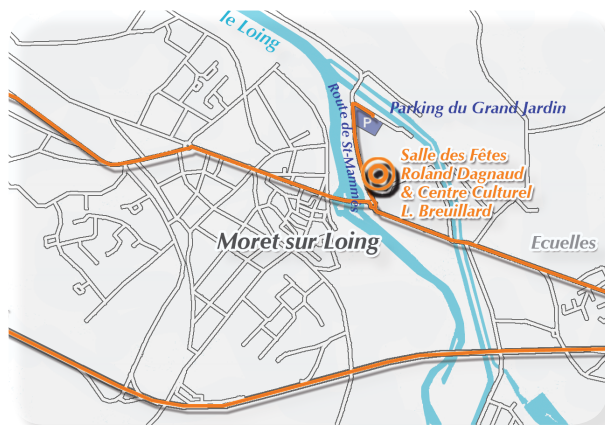 le Loing
Route de St-Mammès
Parking du Grand Jardin
P
Salle des Fêtes
Roland Dagnaud
& Centre Culturel
L. Breuillard
Moret sur Loing
Ecuelles